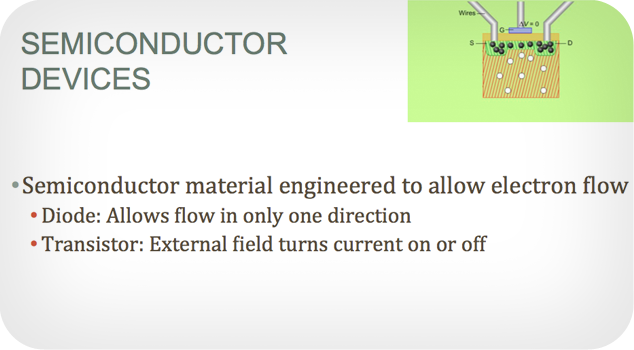 SEMICONDUCTOR
DEVICES
Wires
G
ΔV = 0
S
D
•Semiconductor material engineered to allow electron flow
•Diode: Allows flow in only one direction
•Transistor: External field turns current on or off